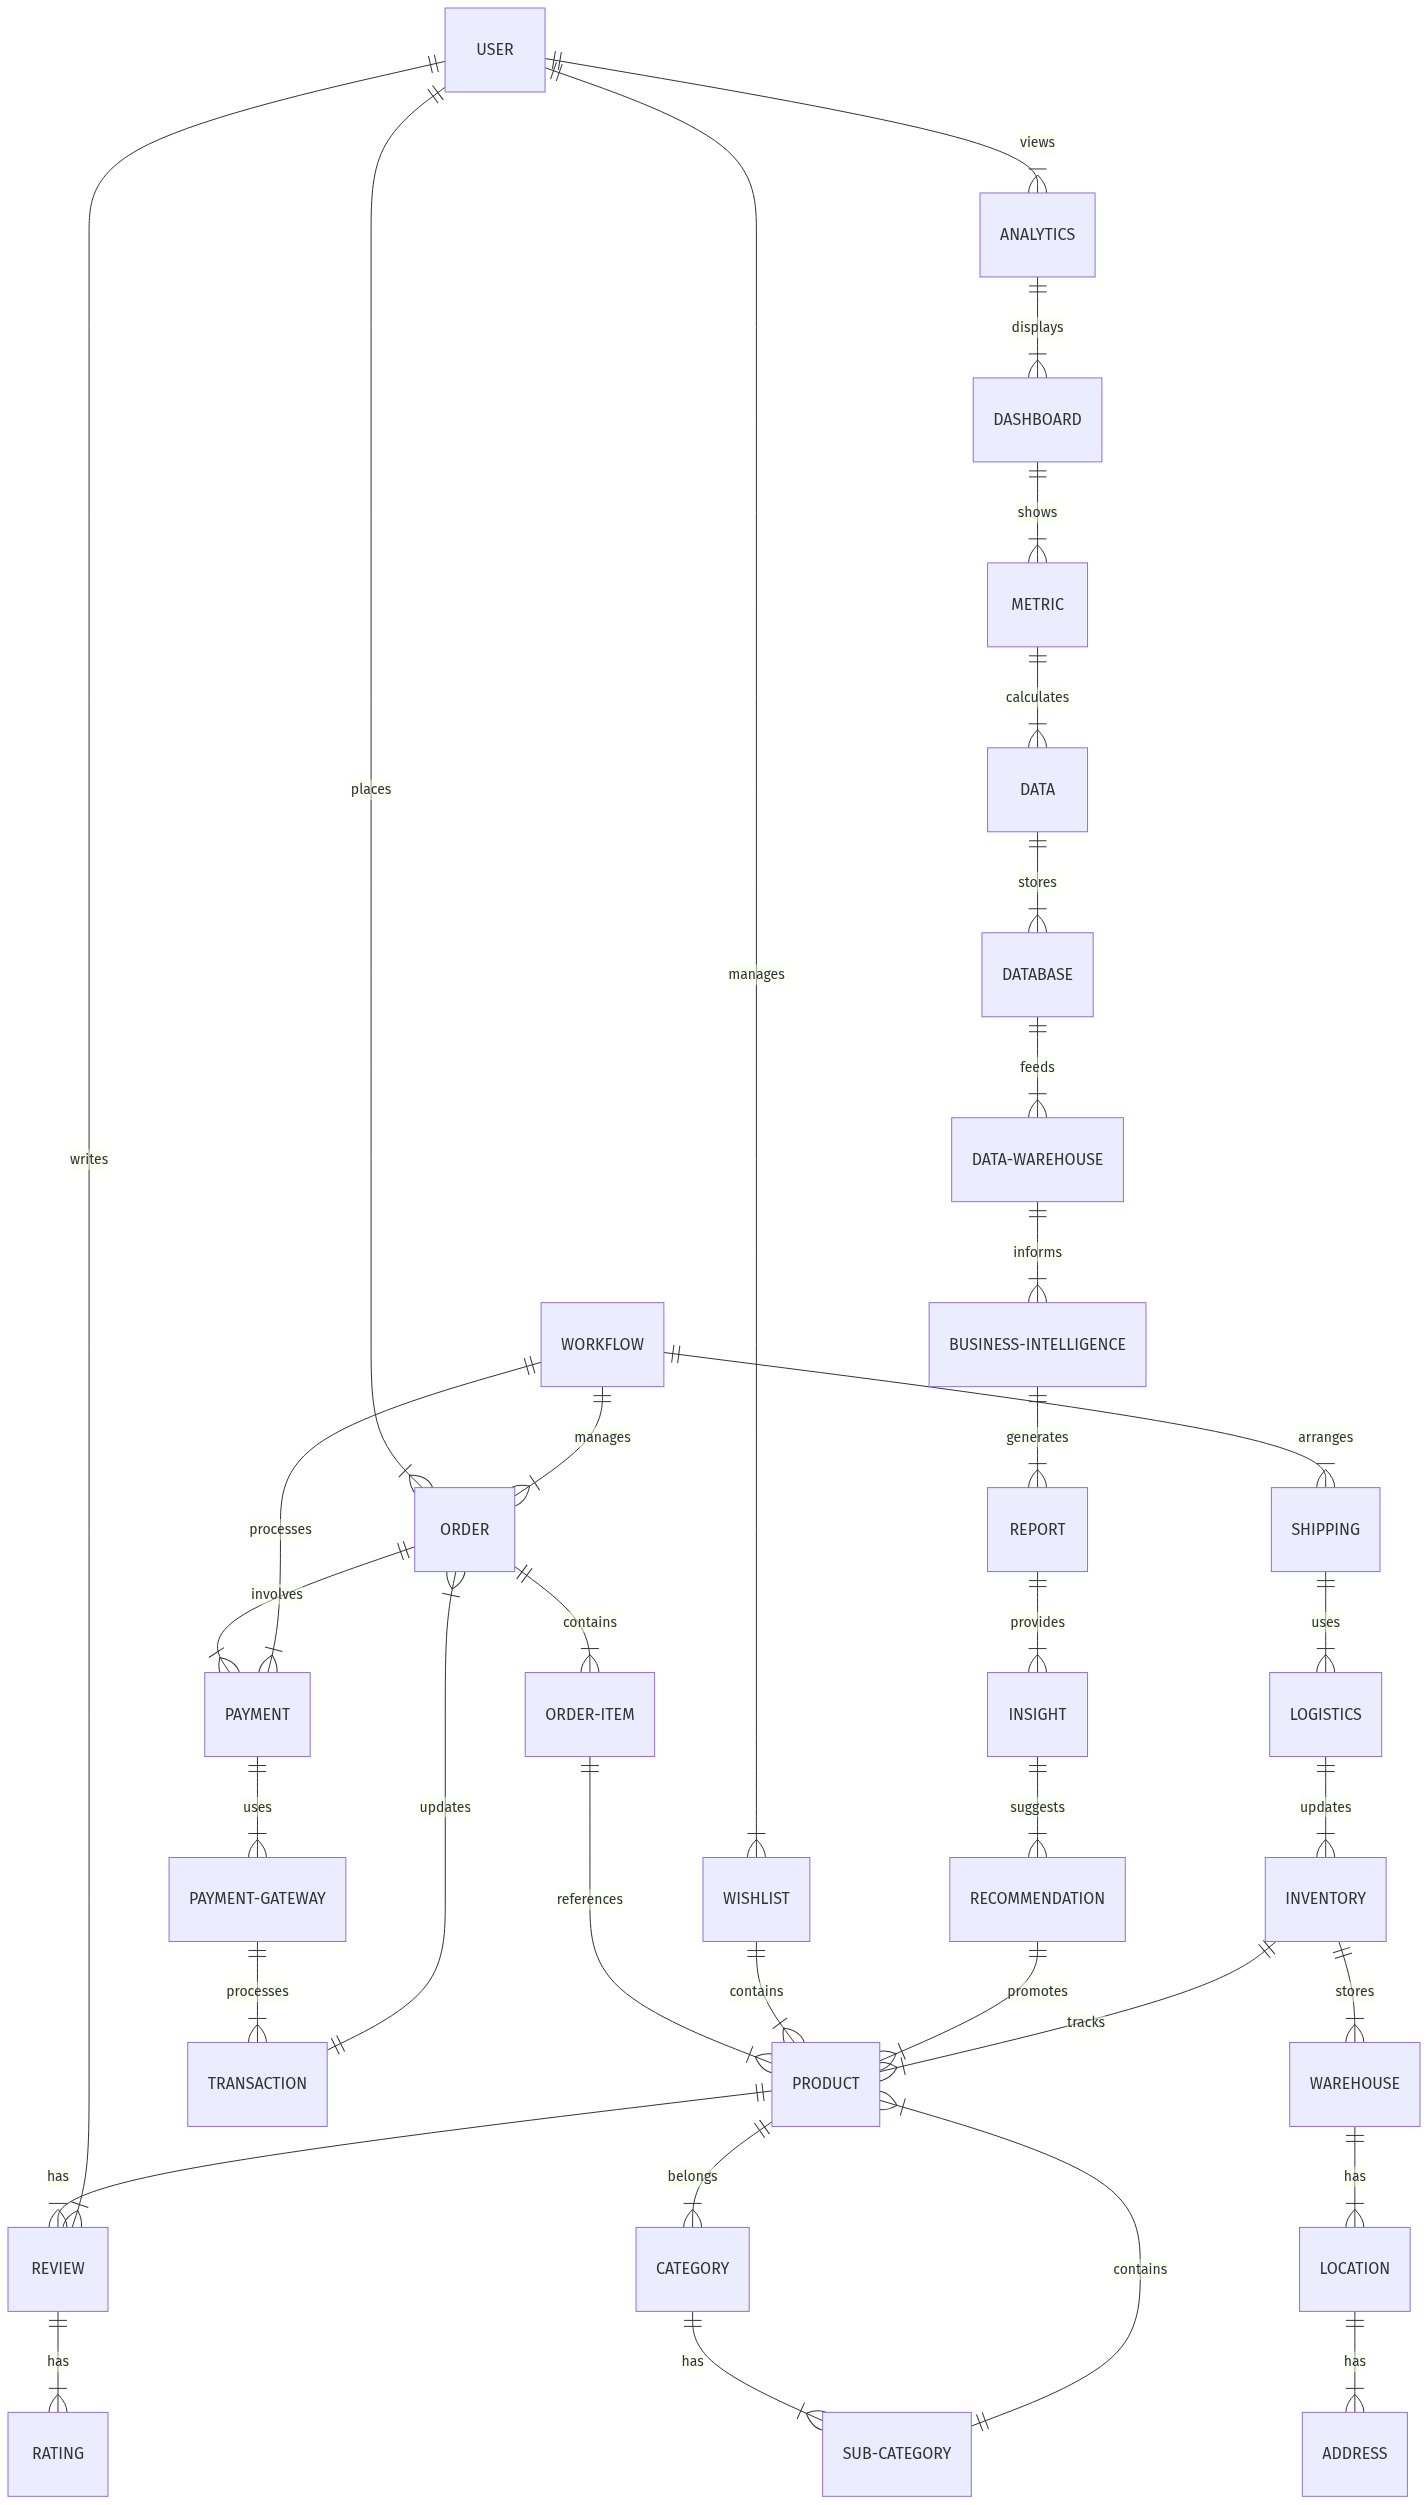 USER
views
ANALYTICS
displays
DASHBOARD
shows
METRIC
calculates
places
DATA
stores
manages
DATABASE
feeds
writes
DATA-WAREHOUSE
informs
WORKFLOW
BUSINESS-INTELLIGENCE
manages
generates
arranges
processes
ORDER
REPORT
SHIPPING
involves
contains
provides
uses
PAYMENT
ORDER-ITEM
INSIGHT
LOGISTICS
uses
updates
suggests
updates
PAYMENT-GATEWAY
references
WISHLIST
RECOMMENDATION
INVENTORY
processes
contains
promotes
tracks
stores
TRANSACTION
PRODUCT
WAREHOUSE
has
belongs
has
REVIEW
CATEGORY
contains
LOCATION
has
has
has
RATING
SUB-CATEGORY
ADDRESS